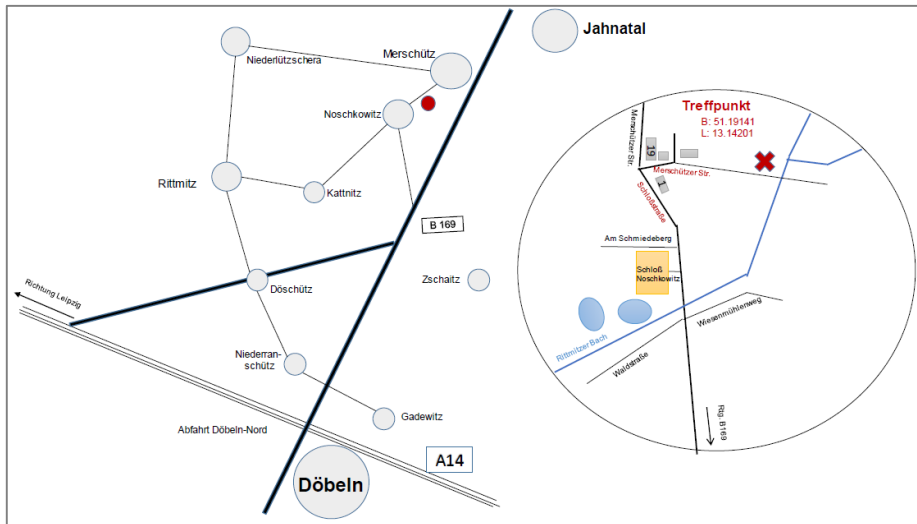 Jahnatal
Merschütz
Niederlützschera
Noschkowitz
Rittmitz
Kattnitz
B 169
Zschaitz
Richtung Leipzig
Döschütz
Niederran-
schütz
Gadewitz
Abfahrt Döbeln-Nord
A14
Döbeln
Treffpunkt
B: 51.19141
L: 13.14201
Merschützer Str.
19
Merschützer Str.
1
Schloßstraße
Am Schmiedeberg
Schloß
Noschkowitz
Wiesenmühlenweg
Rittmitzer Bach
Waldstraße
Rtg. B169